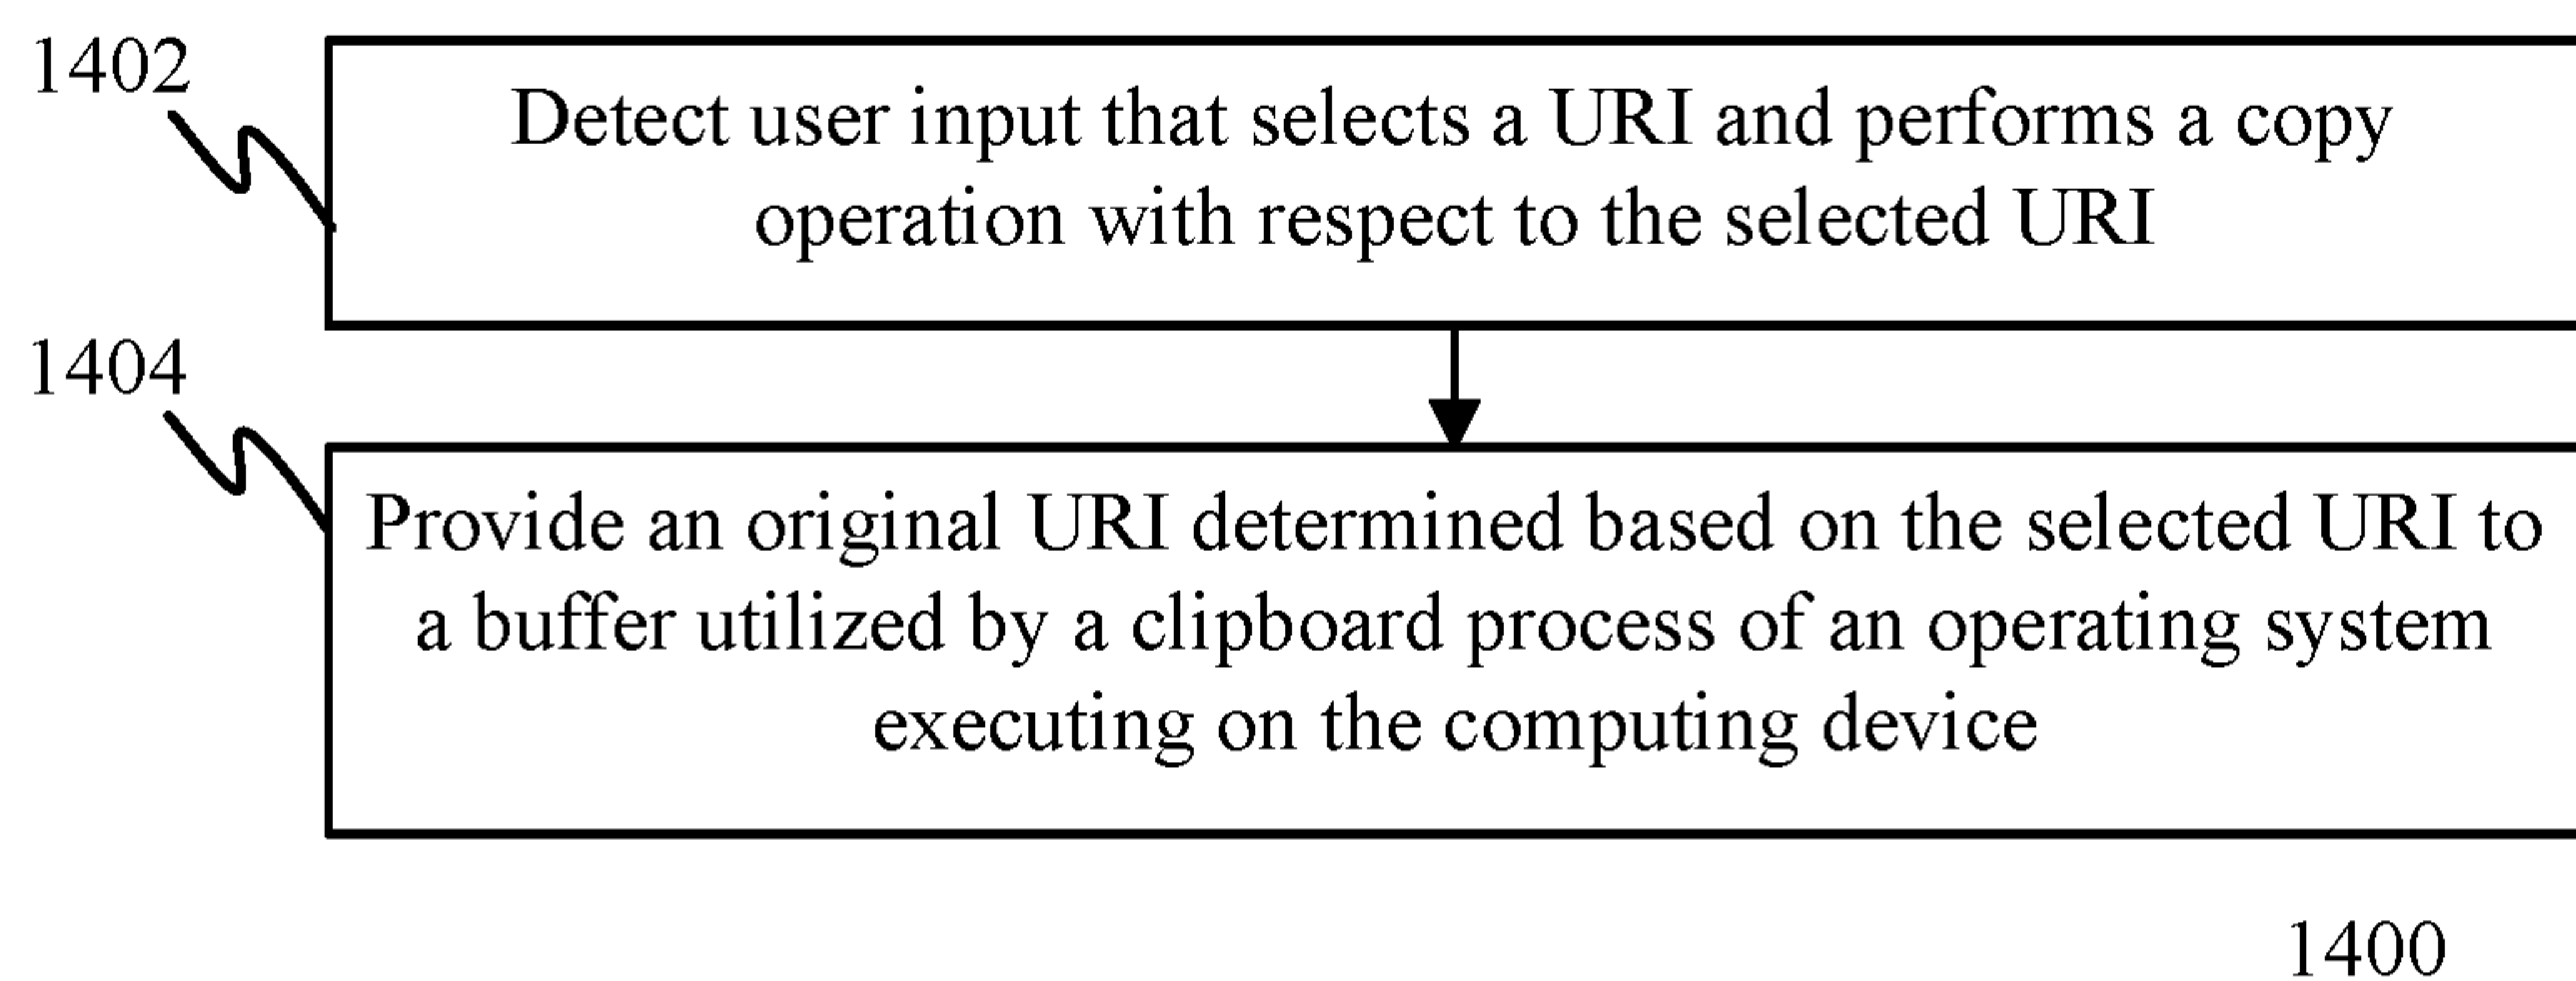 1402
Detect user input that selects a URI and performs a copy
operation with respect to the selected URI
1404
Provide an original URI determined based on the selected URI to
a buffer utilized by a clipboard process of an operating system
executing on the computing device
1400